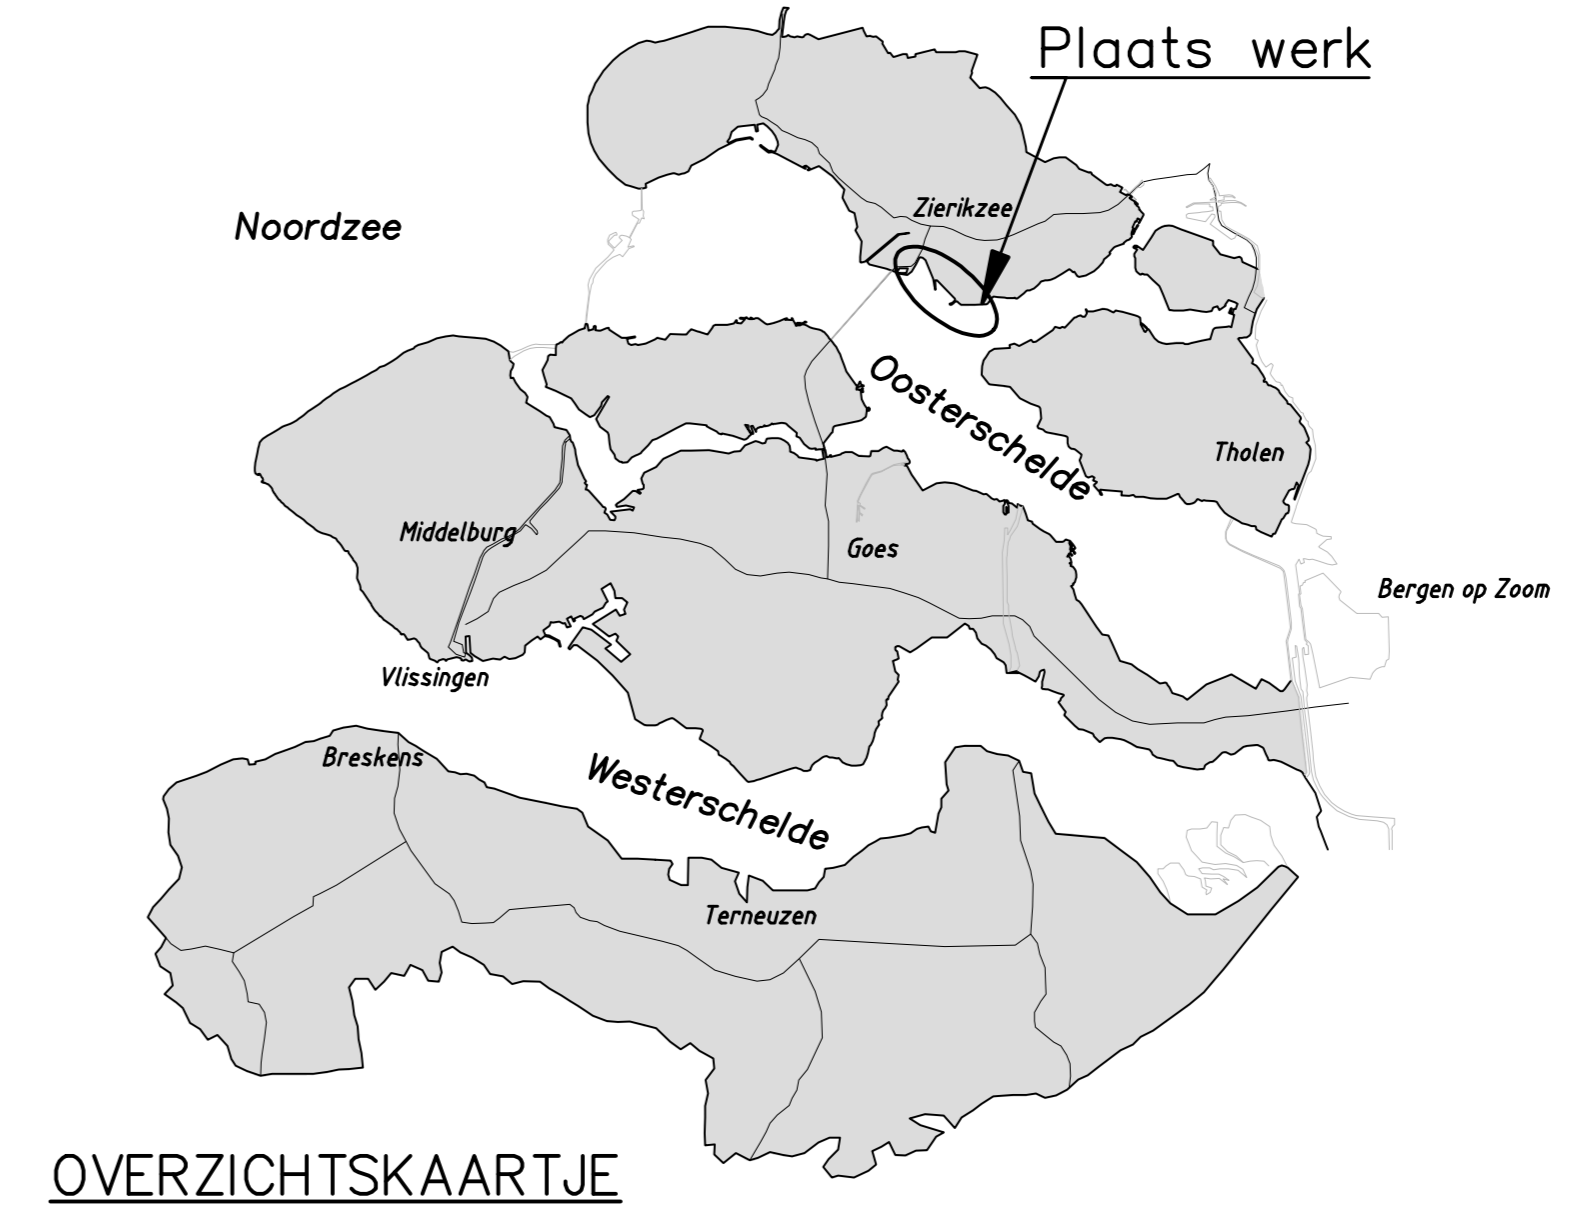 Plaats werk
Noordzee
Zierikzee
Oosterschelde
Tholen
Middelburg
Goes
Bergen op Zoom
Vlissingen
Breskens
Westerschelde
Terneuzen
OVERZICHTSKAARTJE